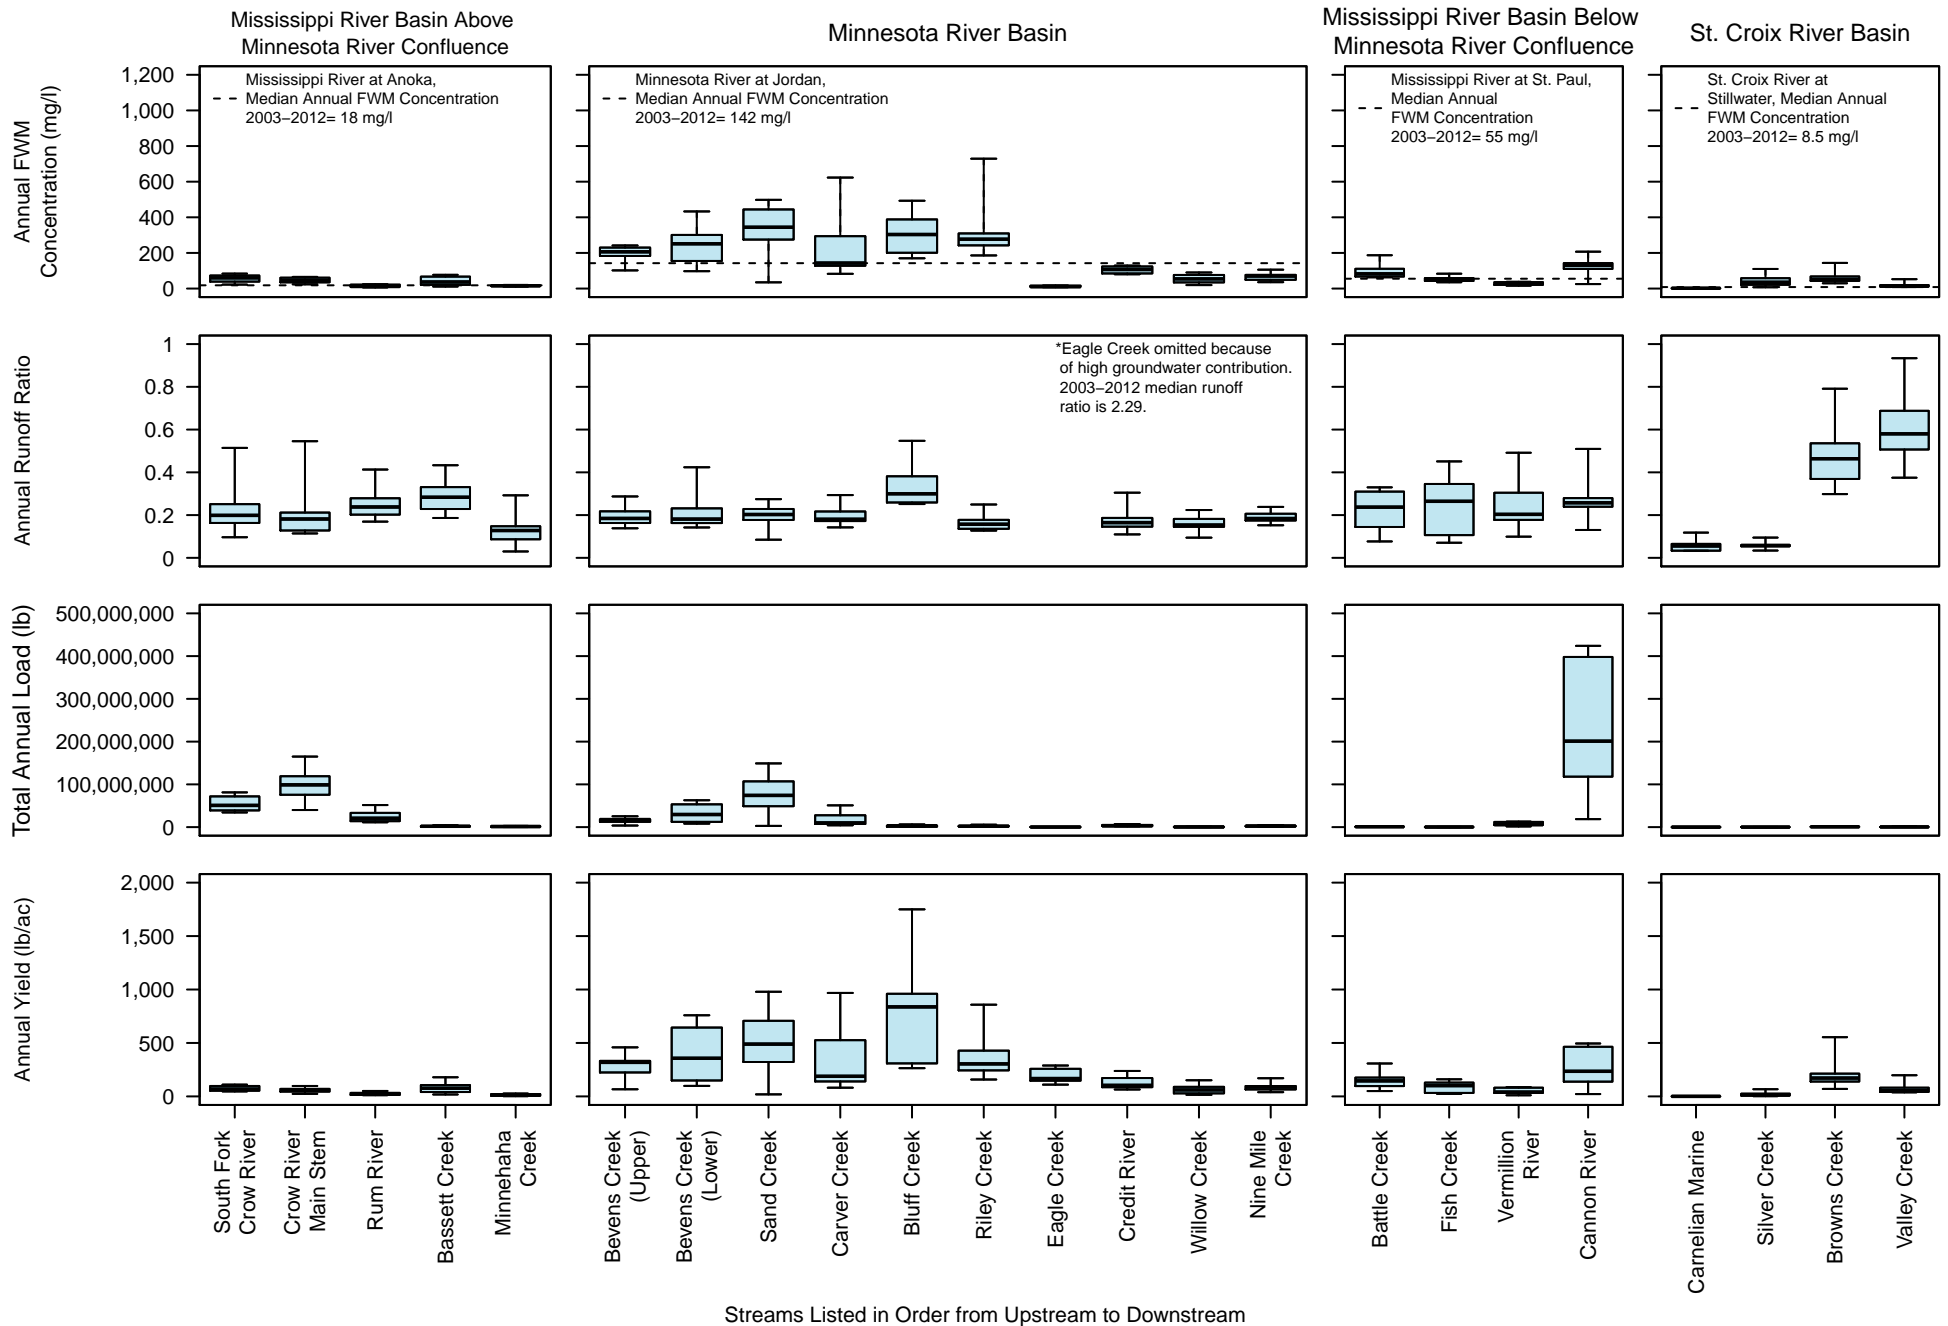 Mississippi River Basin Above
Minnesota River Confluence
Minnesota River Basin
Mississippi River Basin Below
Minnesota River Confluence
St. Croix River Basin
Annual FWM
Concentration (mg/l)
1,200
1,000
800
600
400
200
0
Mississippi River at Anoka,
Median Annual FWM Concentration
2003–2012= 18 mg/l
Minnesota River at Jordan,
Median Annual FWM Concentration
2003–2012= 142 mg/l
Mississippi River at St. Paul,
Median Annual
FWM Concentration
2003–2012= 55 mg/l
St. Croix River at
Stillwater, Median Annual
FWM Concentration
2003–2012= 8.5 mg/l
Annual Runoff Ratio
1
0.8
0.6
0.4
0.2
0
*Eagle Creek omitted because
of high groundwater contribution.
2003–2012 median runoff
ratio is 2.29.
Total Annual Load (lb)
500,000,000
400,000,000
300,000,000
200,000,000
100,000,000
0
Annual Yield (lb/ac)
2,000
1,500
1,000
500
0
South Fork
Crow River
Crow River
Main Stem
Rum River
Bassett Creek
Minnehaha
Creek
Bevens Creek
(Upper)
Bevens Creek
(Lower)
Sand Creek
Carver Creek
Bluff Creek
Riley Creek
Eagle Creek
Credit River
Willow Creek
Nine Mile
Creek
Battle Creek
Fish Creek
Vermillion
River
Cannon River
Carnelian Marine
Silver Creek
Browns Creek
Valley Creek
Streams Listed in Order from Upstream to Downstream